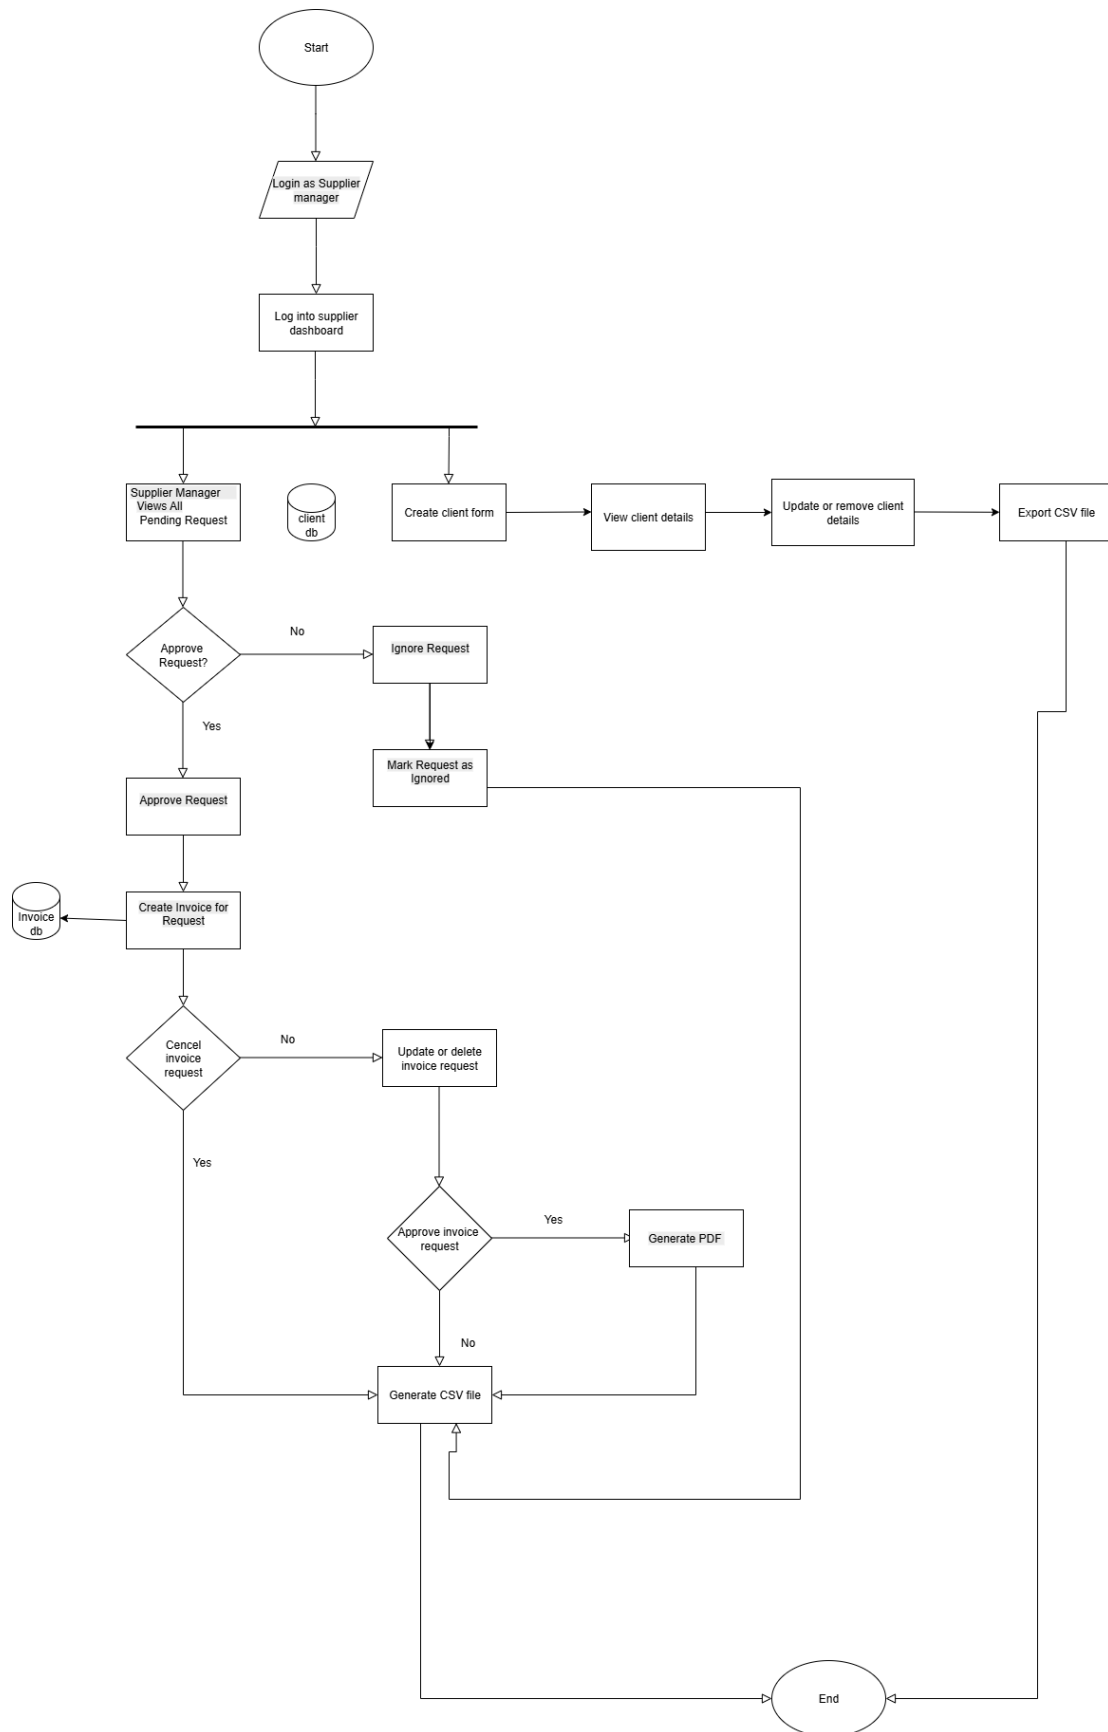 Start
Login as Supplier
manager
Log into supplier
dashboard
Supplier Manager
Views All
Pending Request
client
db
Create client form
View client details
Update or remove client
details
Export CSV file
Approve
Request?
No
Ignore Request
Yes
Mark Request as
Ignored
Approve Request
Invoice
db
Create Invoice for
Request
Cencel
invoice
request
No
Update or delete
invoice request
Yes
Approve invoice
request
Yes
Generate PDF
No
Generate CSV file
End